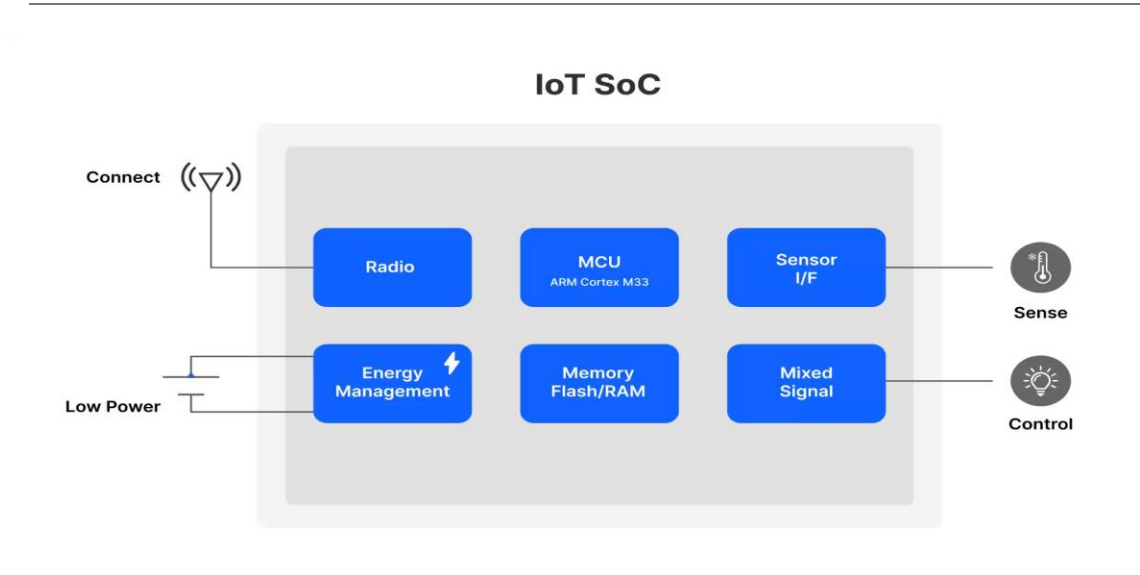 IoT SoC
Connect
Radio
MCU
ARM Cortex M33
Sensor
I/F
Sense
Low Power
Energy
Management
Memory
Flash/RAM
Mixed
Signal
Control